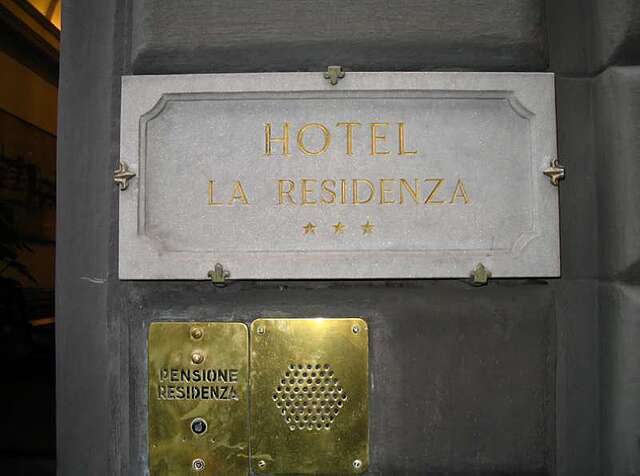 HOTEL
LA RESIDENZA
★ ★ ★
PENSIONE
RESIDENZA